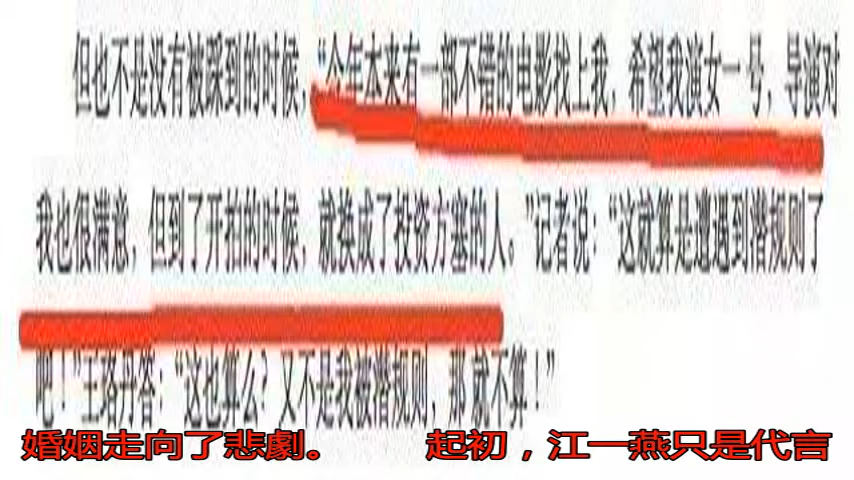 但也不是没有被踩到的时候，“今年本来有一部不错的电影找上我，希望我演女一号，导演对
我也很满意，但到了开拍的时候，就换成了投资方塞的人。”记者说：“这就算是遭遇到潜规则了
吧！”王珞丹答：“这也算么？又不是我被潜规则，那就不算！”
婚姻走向了悲劇。 起初，江一燕只是代言